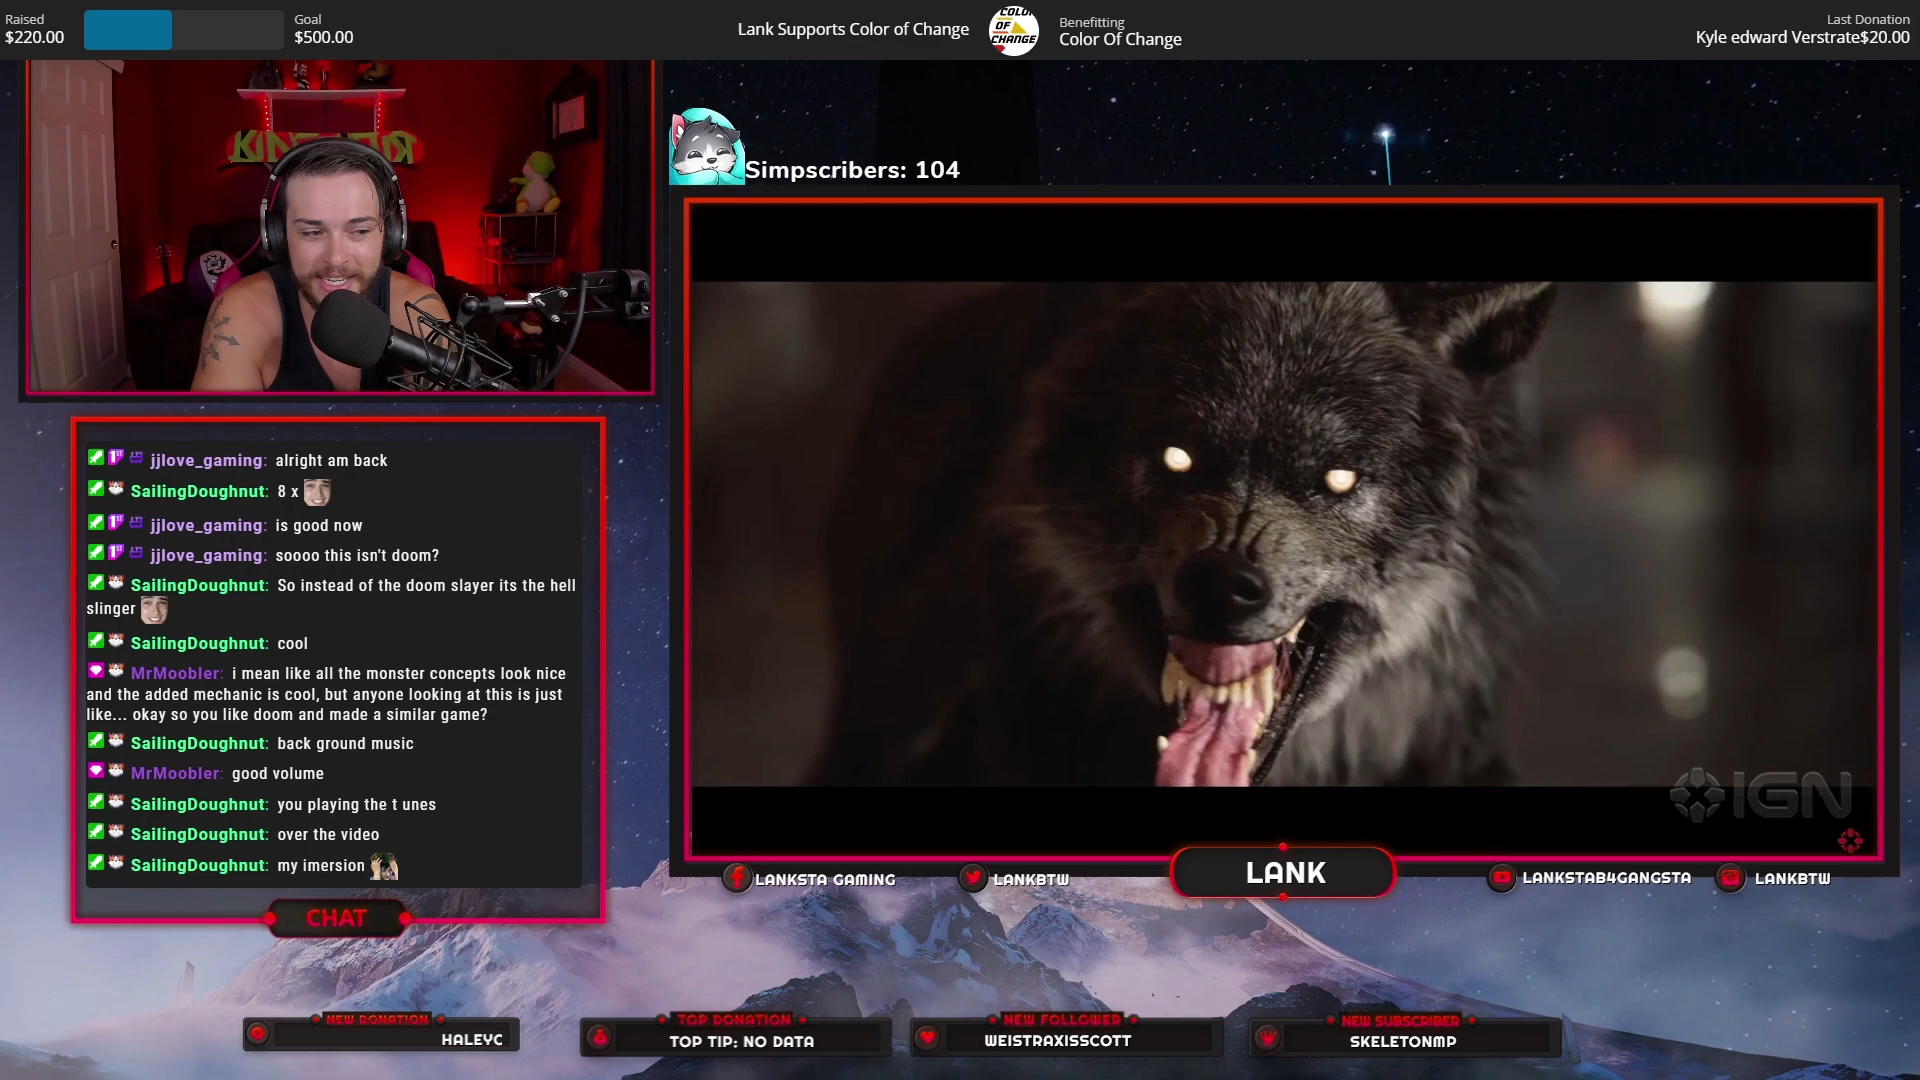 Raised
$220.00
Goal
$500.00
Lank Supports Color of Change
COLOR
OF
CHANGE
Benefitting
Color Of Change
Last Donation
Kyle edward Verstrate$20.00
Simpscribers: 104
jjlove_gaming: alright am back
SailingDoughnut: 8 x
jjlove_gaming: is good now
jjlove_gaming: soooo this isn't doom?
SailingDoughnut: So instead of the doom slayer its the hell
slinger
SailingDoughnut: cool
MrMoobler: i mean like all the monster concepts look nice
and the added mechanic is cool, but anyone looking at this is just
like... okay so you like doom and made a similar game?
SailingDoughnut: back ground music
MrMoobler: good volume
SailingDoughnut: you playing the t unes
SailingDoughnut: over the video
SailingDoughnut: my imersion
CHAT
IGN
LANKSTA GAMING
LANKBTW
LANK
LANKSTAB4GANGSTA
LANKBTW
NEW DONATION
HALEYC
TOP DONATION
TOP TIP: NO DATA
NEW FOLLOWER
WEISTRAXISSCOTT
NEW SUBSCRIBER
SKELETONMP